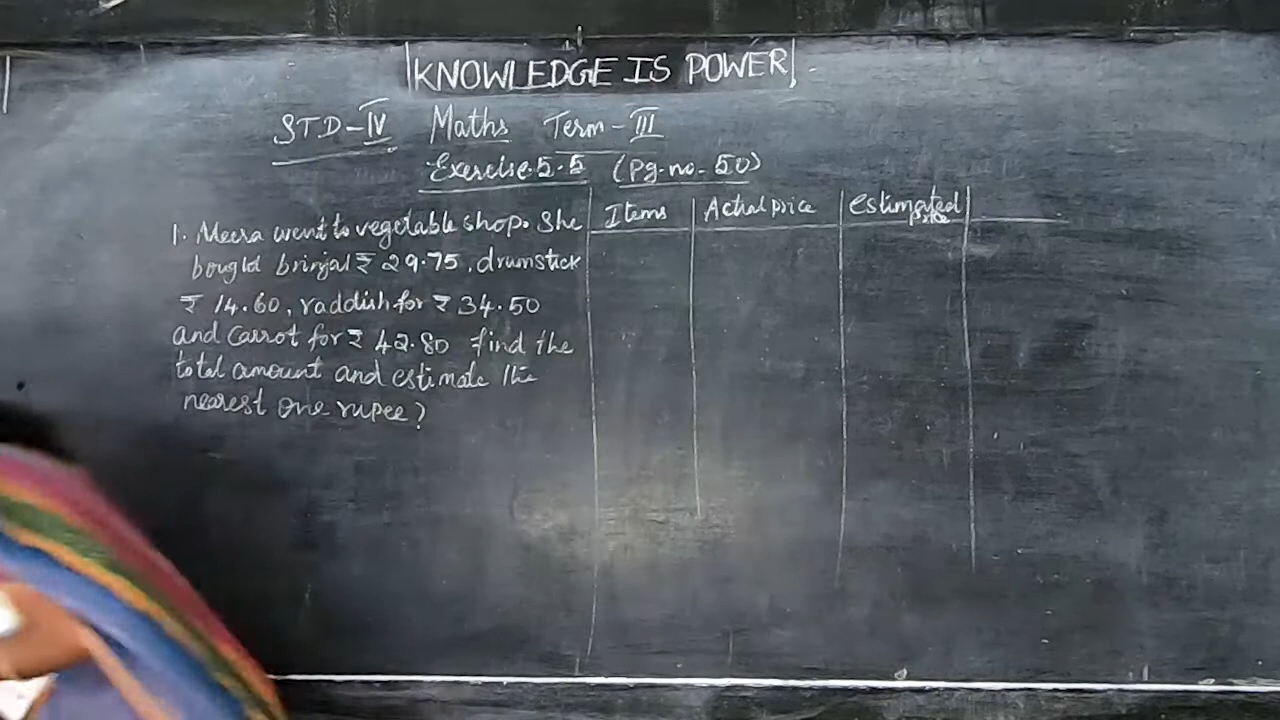 KNOWLEDGE IS POWER
STD-IV Maths Term-III
Exercise.5.5 (Pg.no-50)
1. Meera went to vegetable shop. She
bought brinjal ₹ 29.75, drumstick
₹ 14.60, raddish for ₹ 34.50
and Carrot for ₹ 42.80 find the
total amount and estimate the
nearest one rupee?
Items Actual price Estimated
price